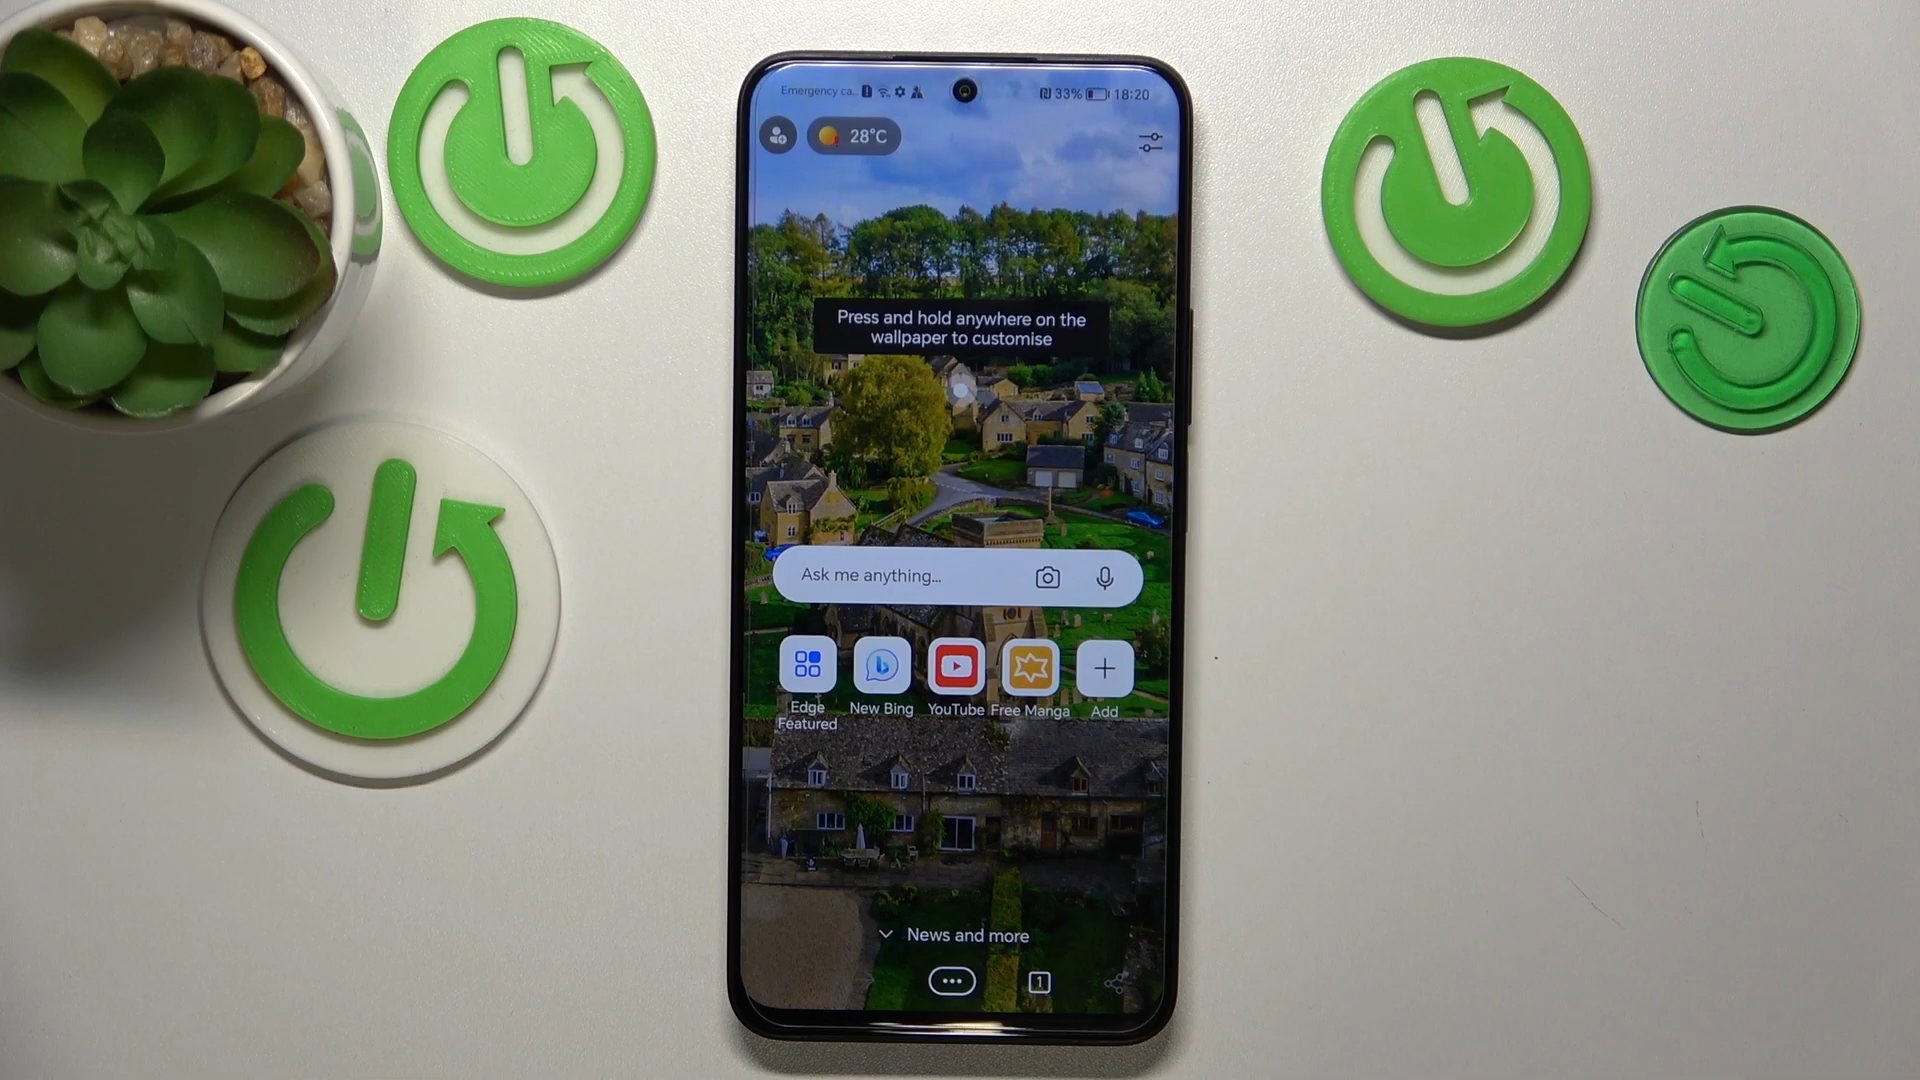 Emergency ca... 33% 18:20
28°C
Press and hold anywhere on the
wallpaper to customise
Ask me anything...
Edge
Featured
New Bing
YouTube
Free Manga
Add
News and more
1